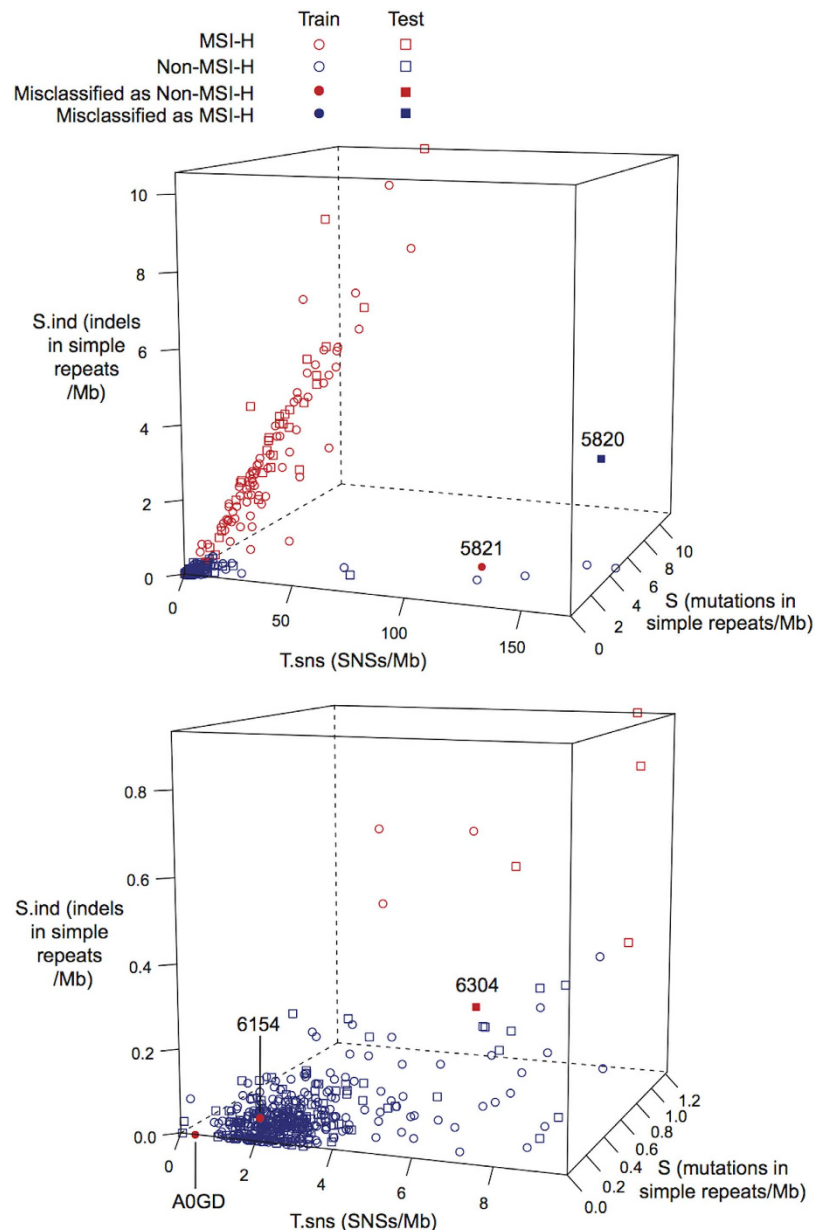 Train Test
MSI-H
Non-MSI-H
Misclassified as Non-MSI-H
Misclassified as MSI-H
10
8
6
4
2
0
S.ind (indels
in simple
repeats
/Mb)
5820
5821
0
50
100
150
T.sns (SNSs/Mb)
0
2
4
6
8
10
S (mutations in
simple repeats/Mb)
0.8
0.6
0.4
0.2
0.0
S.ind (indels
in simple
repeats
/Mb)
6304
6154
A0GD
0
2
4
6
8
T.sns (SNSs/Mb)
0.0
0.2
0.4
0.6
0.8
1.0
1.2
S (mutations in
simple repeats/Mb)